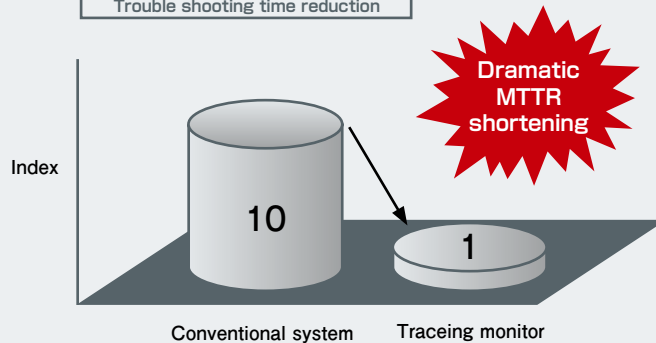 Trouble shooting time reduction
Dramatic
MTTR
shortening
Index
10
1
Conventional system
Traceing monitor